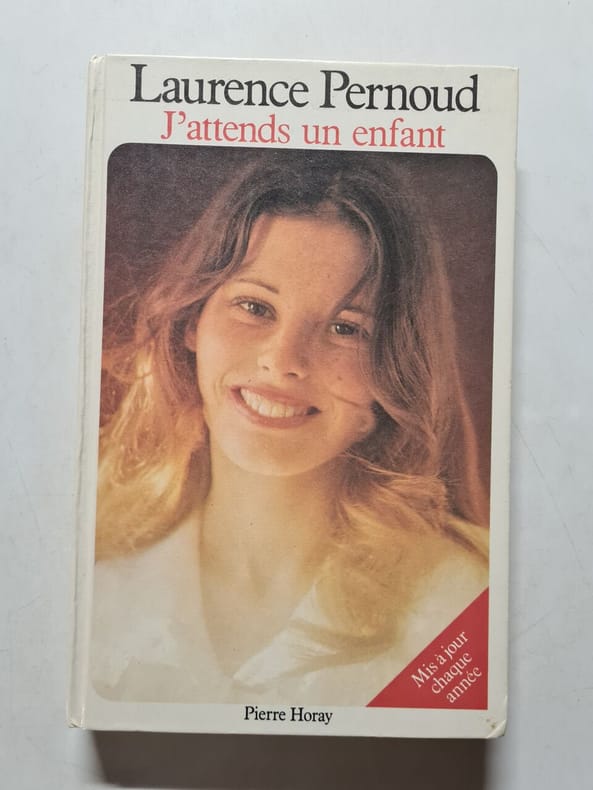 Laurence Pernoud
J'attends un enfant
Mis à jour
chaque
année
Pierre Horay